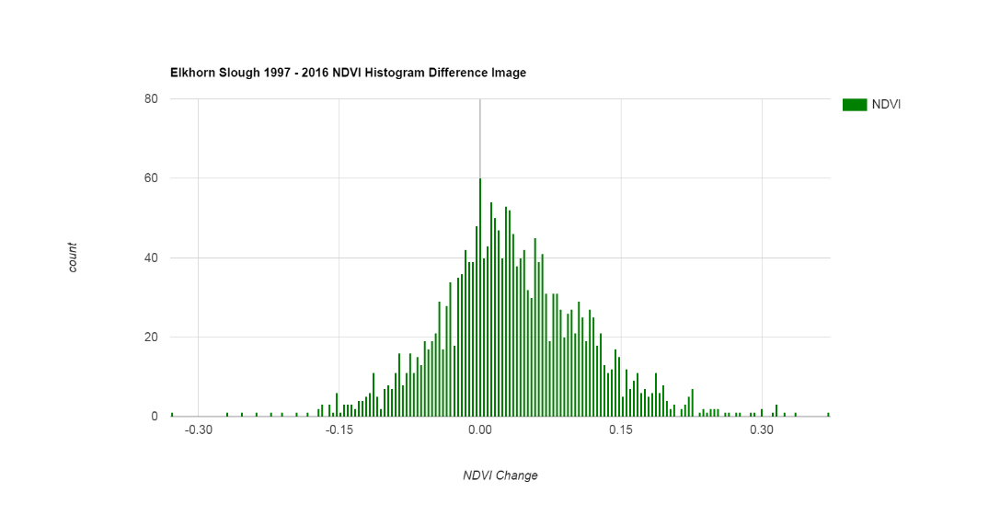 Elkhorn Slough 1997 - 2016 NDVI Histogram Difference Image
NDVI
80
60
40
20
0
count
-0.30 -0.15 0.00 0.15 0.30
NDVI Change